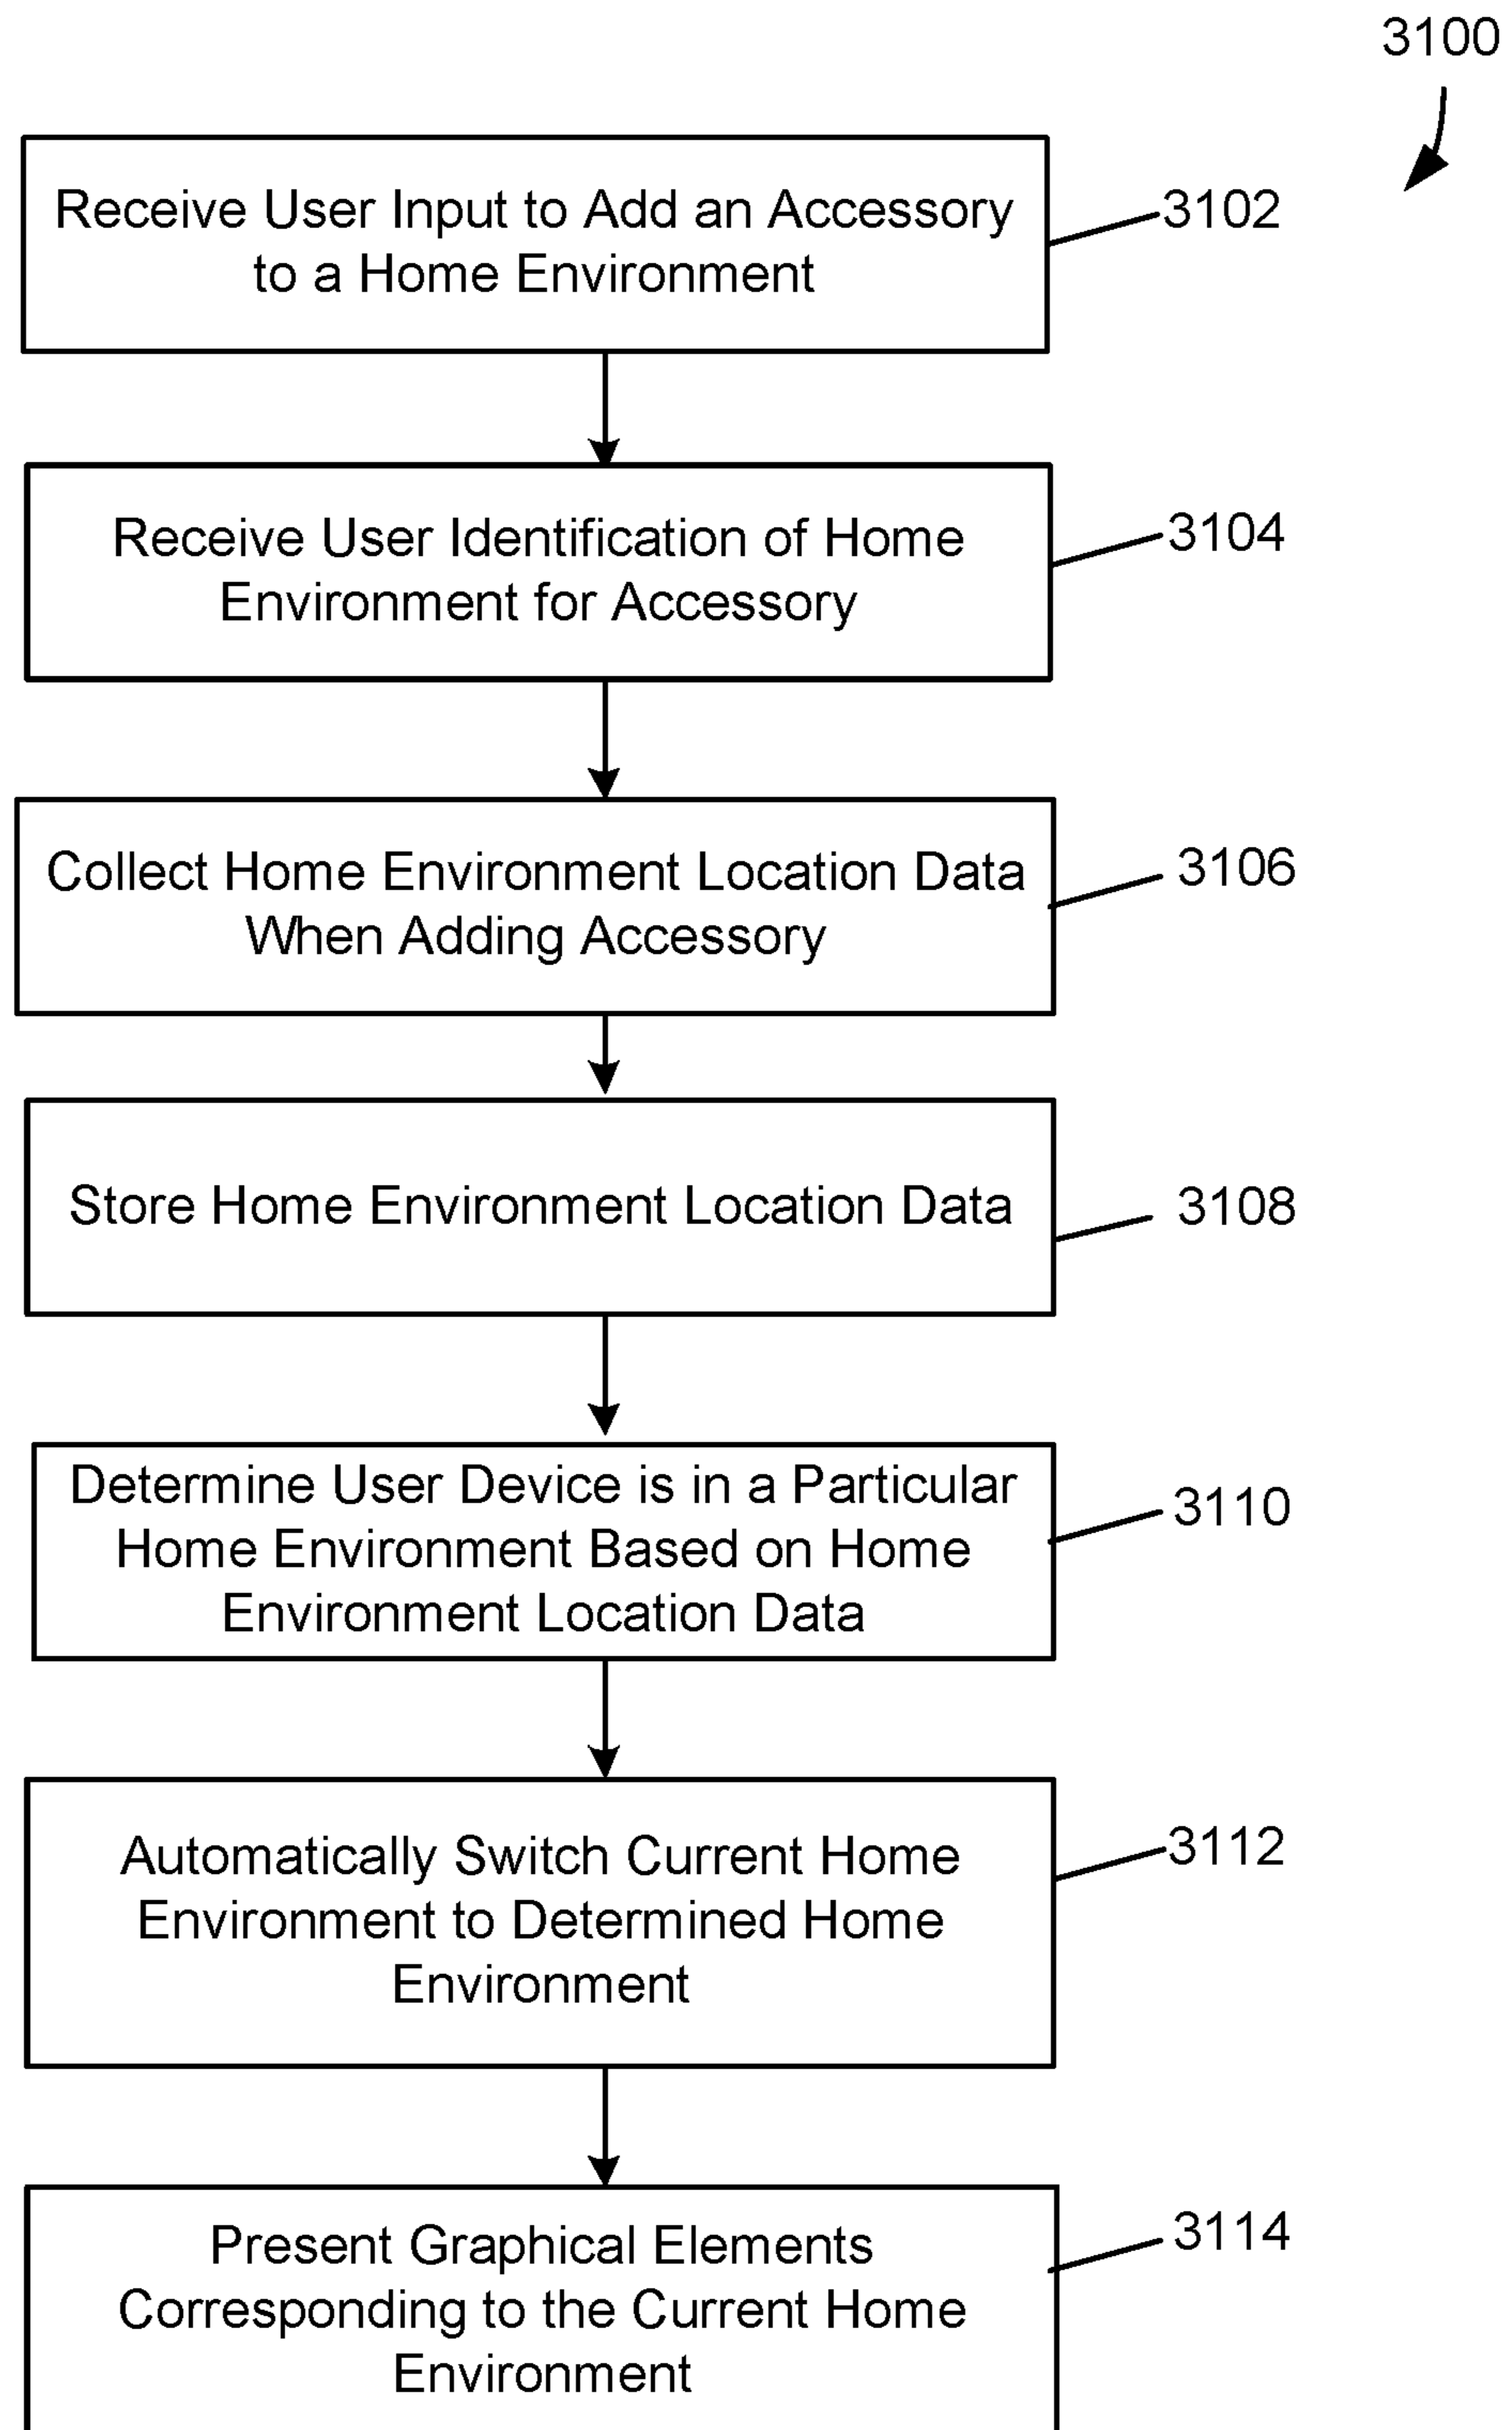 3100
Receive User Input to Add an Accessory
to a Home Environment
3102
Receive User Identification of Home
Environment for Accessory
3104
Collect Home Environment Location Data
When Adding Accessory
3106
Store Home Environment Location Data
3108
Determine User Device is in a Particular
Home Environment Based on Home
Environment Location Data
3110
Automatically Switch Current Home
Environment to Determined Home
Environment
3112
Present Graphical Elements
Corresponding to the Current Home
Environment
3114